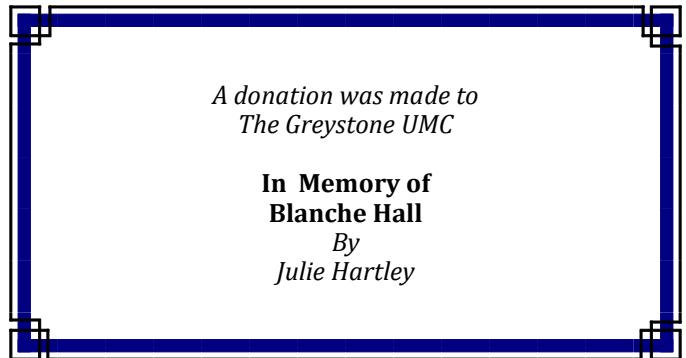 A donation was made to
The Greystone UMC
In Memory of
Blanche Hall
By
Julie Hartley